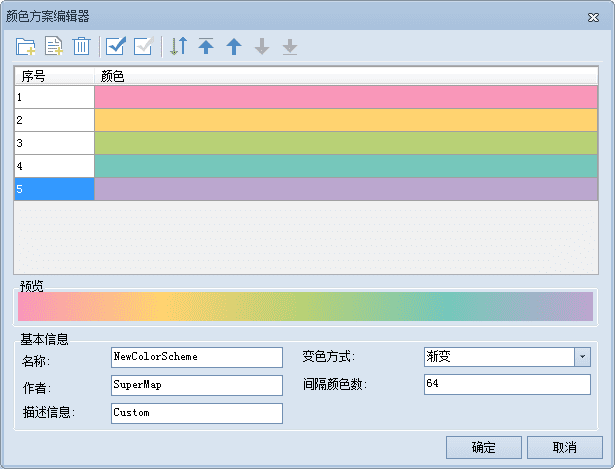 颜色方案编辑器
序号 颜色
1
2
3
4
5
预览
基本信息
名称: NewColorScheme 变色方式: 渐变
作者: SuperMap 间隔颜色数: 64
描述信息: Custom
确定 取消